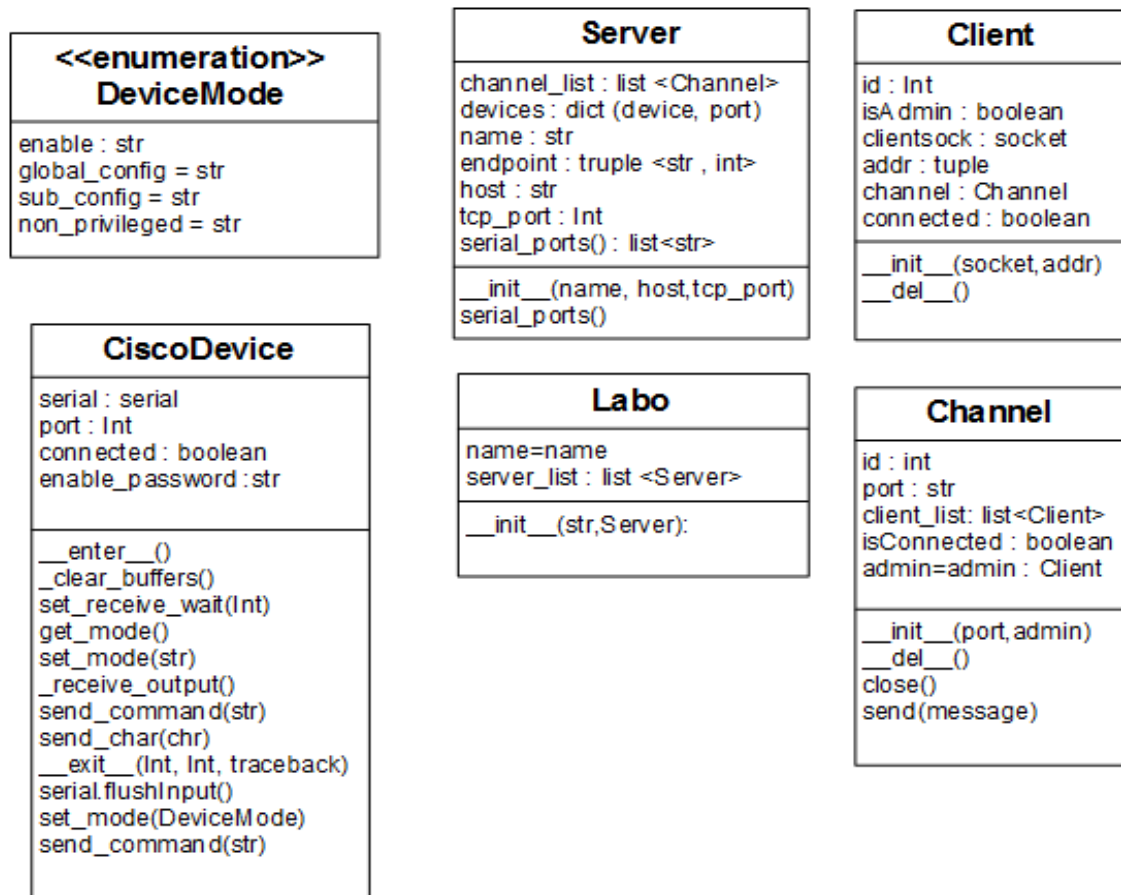 <<enumeration>>
DeviceMode
enable : str
global_config = str
sub_config = str
non_privileged = str
Server
channel_list : list <Channel>
devices : dict (device, port)
name : str
endpoint : truple <str , int>
host : str
tcp_port : Int
serial_ports() : list<str>
__init__(name, host,tcp_port)
serial_ports()
Client
id : Int
isAdmin : boolean
clientsock : socket
addr : tuple
channel : Channel
connected : boolean
__init__(socket,addr)
__del__()
CiscoDevice
serial : serial
port : Int
connected : boolean
enable_password :str
__enter__()
_clear_buffers()
set_receive_wait(Int)
get_mode()
set_mode(str)
_receive_output()
send_command(str)
send_char(chr)
__exit__(Int, Int, traceback)
serial.flushInput()
set_mode(DeviceMode)
send_command(str)
Labo
name=name
server_list : list <Server>
__init__(str,Server):
Channel
id : int
port : str
client_list: list<Client>
isConnected : boolean
admin=admin : Client
__init__(port,admin)
__del__()
close()
send(message)